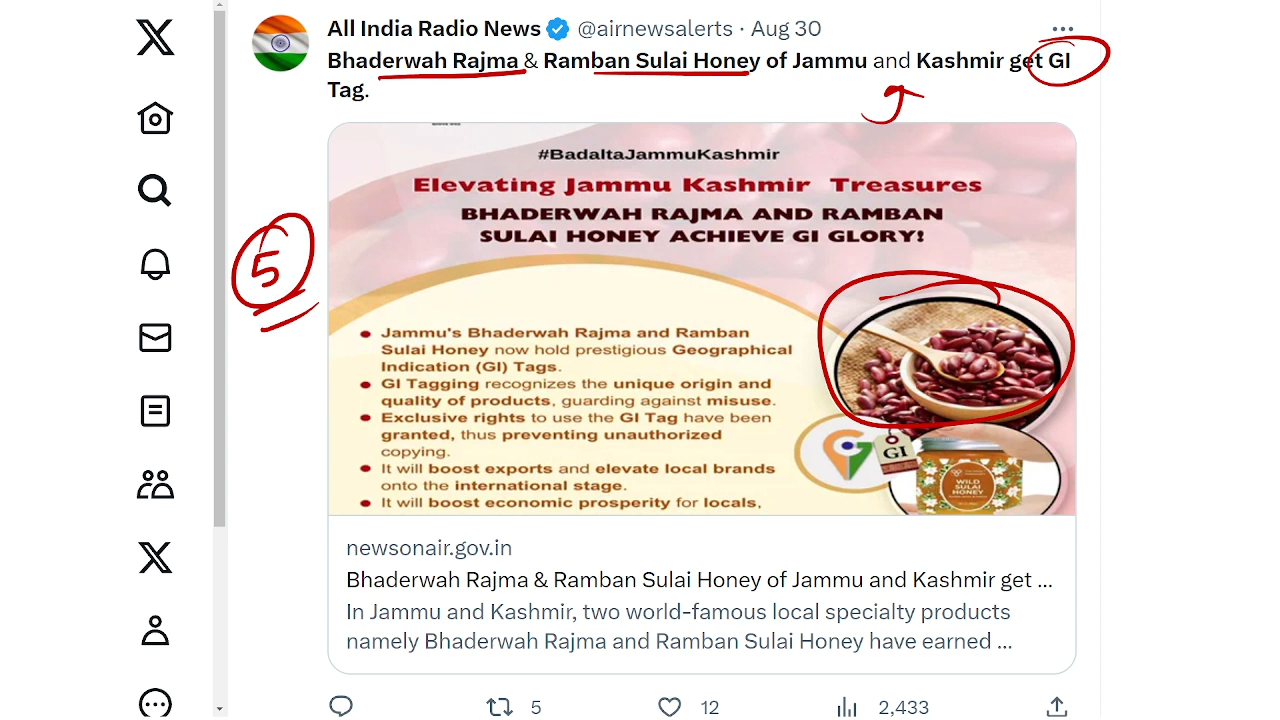 All India Radio News @airnewsalerts · Aug 30
Bhaderwah Rajma & Ramban Sulai Honey of Jammu and Kashmir get GI
Tag.
#BadaltaJammuKashmir
Elevating Jammu Kashmir Treasures
BHADERWAH RAJMA AND RAMBAN
SULAI HONEY ACHIEVE GI GLORY!
5
• Jammu's Bhaderwah Rajma and Ramban
Sulai Honey now hold prestigious Geographical
Indication (GI) Tags.
• GI Tagging recognizes the unique origin and
quality of products, guarding against misuse.
• Exclusive rights to use the GI Tag have been
granted, thus preventing unauthorized
copying.
• It will boost exports and elevate local brands
onto the international stage.
• It will boost economic prosperity for locals,
GI
WILD
SULAI
HONEY
newsonair.gov.in
Bhaderwah Rajma & Ramban Sulai Honey of Jammu and Kashmir get ...
In Jammu and Kashmir, two world-famous local specialty products
namely Bhaderwah Rajma and Ramban Sulai Honey have earned ...
5 12 2,433